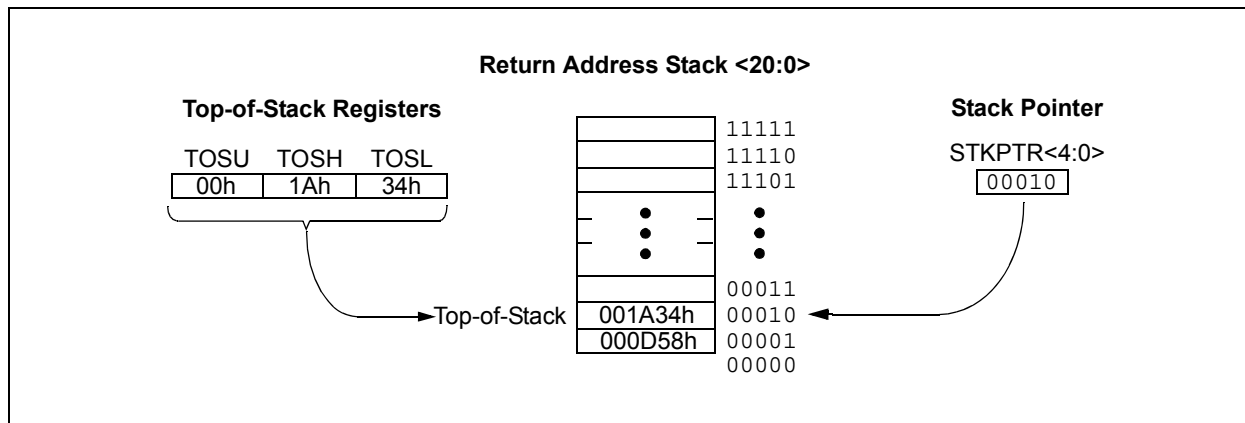 Return Address Stack <20:0>
Top-of-Stack Registers
Stack Pointer
TOSU TOSH TOSL
STKPTR<4:0>
00h 1Ah 34h
00010
11111
11110
11101
00011
Top-of-Stack 001A34h 00010
000D58h 00001
00000